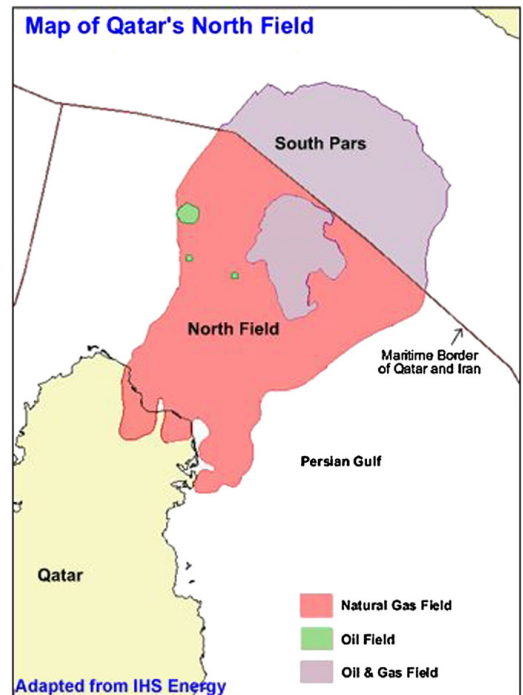 Map of Qatar's North Field
South Pars
North Field
Maritime Border
of Qatar and Iran
Persian Gulf
Qatar
Natural Gas Field
Oil Field
Oil & Gas Field
Adapted from IHS Energy